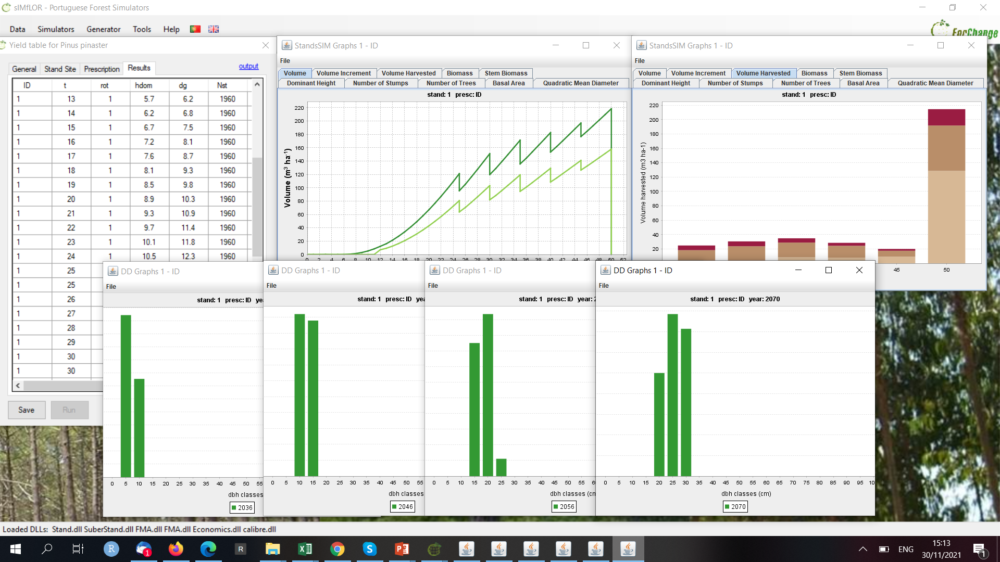 sIMfLOR - Portuguese Forest Simulators
Data Simulators Generator Tools Help
ForChange
Yield table for Pinus pinaster
General Stand Site Prescription Results output
ID t rot hdom dg Nst
1 13 1 5.7 6.2 1960
1 14 1 6.2 6.8 1960
1 15 1 6.7 7.5 1960
1 16 1 7.2 8.1 1960
1 17 1 7.6 8.7 1960
1 18 1 8.1 9.3 1960
1 19 1 8.5 9.8 1960
1 20 1 8.9 10.3 1960
1 21 1 9.3 10.9 1960
1 22 1 9.7 11.4 1960
1 23 1 10.1 11.8 1960
1 24 1 10.5 12.3 1960
1 25
1 25
1 26
1 27
1 28
1 29
1 30
1 30
Save Run
StandsSIM Graphs 1 - ID
File
Volume Volume Increment Volume Harvested Biomass Stem Biomass
Dominant Height Number of Stumps Number of Trees Basal Area Quadratic Mean Diameter
stand: 1 presc: ID
Volume (m³ ha⁻¹)
220
200
180
160
140
120
100
80
60
40
20
0
0 2 4 6 8 10 12 14 16 18 20 22 24 26 28 30 32 34 36 38 40 42 44 46 48 50 52
StandsSIM Graphs 1 - ID
File
Volume Volume Increment Volume Harvested Biomass Stem Biomass
Dominant Height Number of Stumps Number of Trees Basal Area Quadratic Mean Diameter
stand: 1 presc: ID
Volume harvested (m3 ha-1)
220
200
180
160
140
120
100
80
60
40
20
45 50
DD Graphs 1 - ID
File
stand: 1 presc: ID
0 5 10 15 20 25 30 35 40 45 50 55
dbh classes
2036
DD Graphs 1 - ID
File
stand: 1 presc: ID
0 5 10 15 20 25 30 35 40 45 50 55
dbh classes
2046
DD Graphs 1 - ID
File
stand: 1 presc: ID year: 2
0 5 10 15 20 25 30 35 40 45 50 55
dbh classes (cm
2056
DD Graphs 1 - ID
File
stand: 1 presc: ID year: 2070
0 5 10 15 20 25 30 35 40 45 50 55 60 65 70 75 80 85 90 95 10
dbh classes (cm)
2070
Loaded DLLs: Stand.dll SuberStand.dll FMA.dll FMA.dll Economics.dll calibre.dll
R 1 R S P ENG 15:13
30/11/2021 1